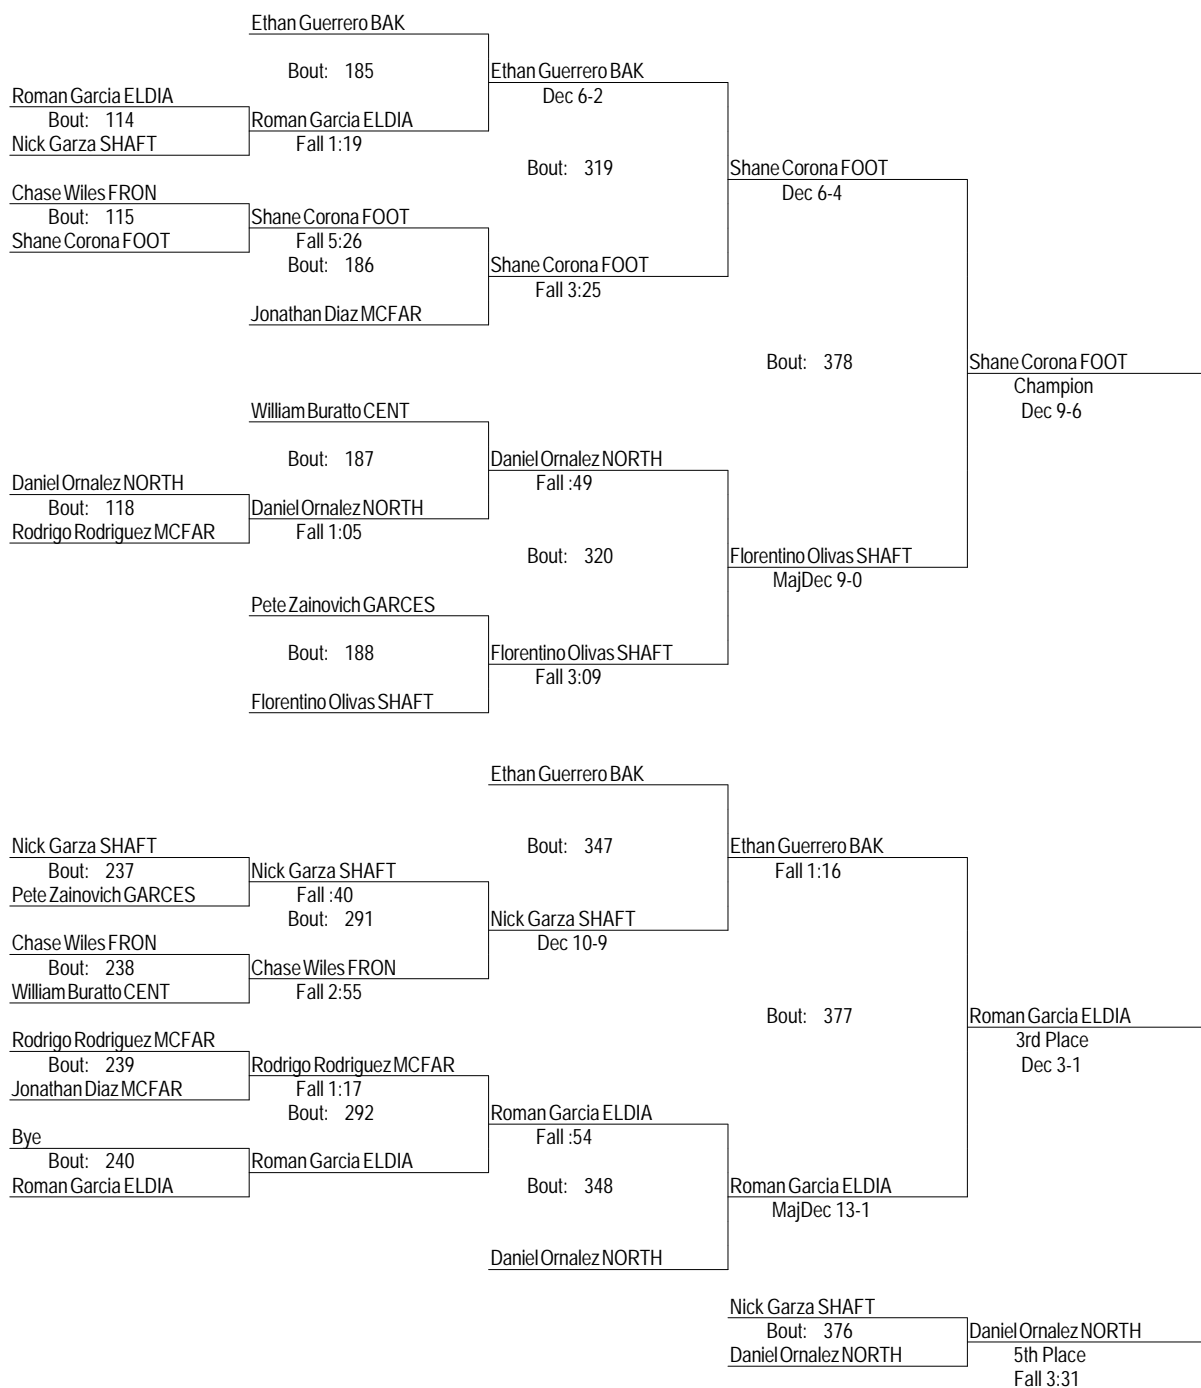 Ethan Guerrero BAK
Bout: 185
Ethan Guerrero BAK
Roman Garcia ELDIA
Dec 6-2
Bout: 114
Roman Garcia ELDIA
Nick Garza SHAFT
Fall 1:19
Bout: 319
Shane Corona FOOT
Chase Wiles FRON
Dec 6-4
Bout: 115
Shane Corona FOOT
Shane Corona FOOT
Fall 5:26
Bout: 186
Shane Corona FOOT
Fall 3:25
Jonathan Diaz MCFAR
Bout: 378
Shane Corona FOOT
Champion
William Buratto CENT
Dec 9-6
Bout: 187
Daniel Ornalez NORTH
Daniel Ornalez NORTH
Fall :49
Bout: 118
Daniel Ornalez NORTH
Rodrigo Rodriguez MCFAR
Fall 1:05
Bout: 320
Florentino Olivas SHAFT
MajDec 9-0
Pete Zainovich GARCES
Bout: 188
Florentino Olivas SHAFT
Fall 3:09
Florentino Olivas SHAFT
Ethan Guerrero BAK
Nick Garza SHAFT
Bout: 347
Ethan Guerrero BAK
Bout: 237
Nick Garza SHAFT
Fall 1:16
Pete Zainovich GARCES
Fall :40
Bout: 291
Nick Garza SHAFT
Chase Wiles FRON
Dec 10-9
Bout: 238
Chase Wiles FRON
William Buratto CENT
Fall 2:55
Bout: 377
Roman Garcia ELDIA
Rodrigo Rodriguez MCFAR
3rd Place
Bout: 239
Rodrigo Rodriguez MCFAR
Dec 3-1
Jonathan Diaz MCFAR
Fall 1:17
Bout: 292
Roman Garcia ELDIA
Bye
Fall :54
Bout: 240
Roman Garcia ELDIA
Roman Garcia ELDIA
Bout: 348
Roman Garcia ELDIA
MajDec 13-1
Daniel Ornalez NORTH
Nick Garza SHAFT
Bout: 376
Daniel Ornalez NORTH
Daniel Ornalez NORTH
5th Place
Fall 3:31